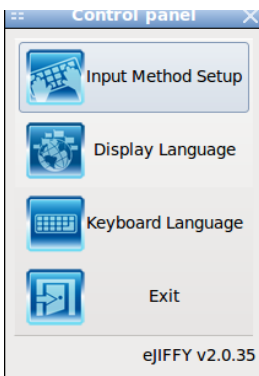 Control panel
Input Method Setup
Display Language
Keyboard Language
Exit
eJIFFY v2.0.35